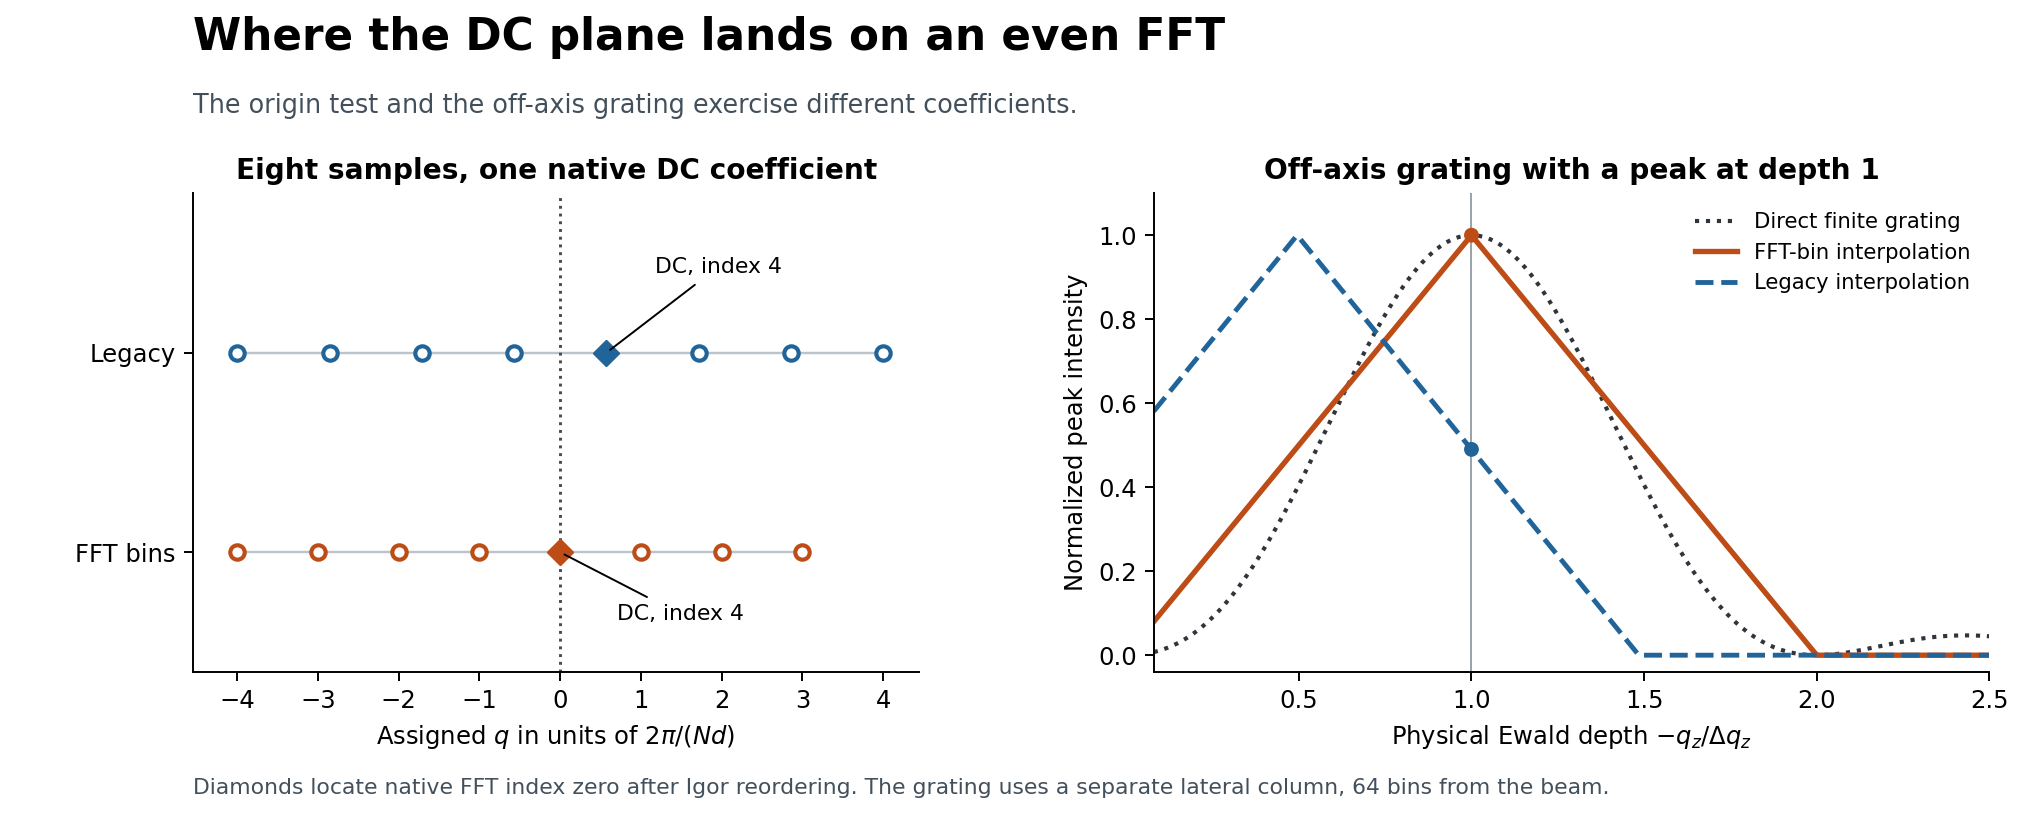 Where the DC plane lands on an even FFT
The origin test and the off-axis grating exercise different coefficients.
Eight samples, one native DC coefficient
DC, index 4
Legacy
FFT bins
DC, index 4
−4 −3 −2 −1 0 1 2 3 4
Assigned q in units of 2π/(Nd)
Off-axis grating with a peak at depth 1
Direct finite grating
FFT-bin interpolation
Legacy interpolation
Normalized peak intensity
1.0
0.8
0.6
0.4
0.2
0.0
0.5 1.0 1.5 2.0 2.5
Physical Ewald depth −q_z/Δq_z
Diamonds locate native FFT index zero after Igor reordering. The grating uses a separate lateral column, 64 bins from the beam.